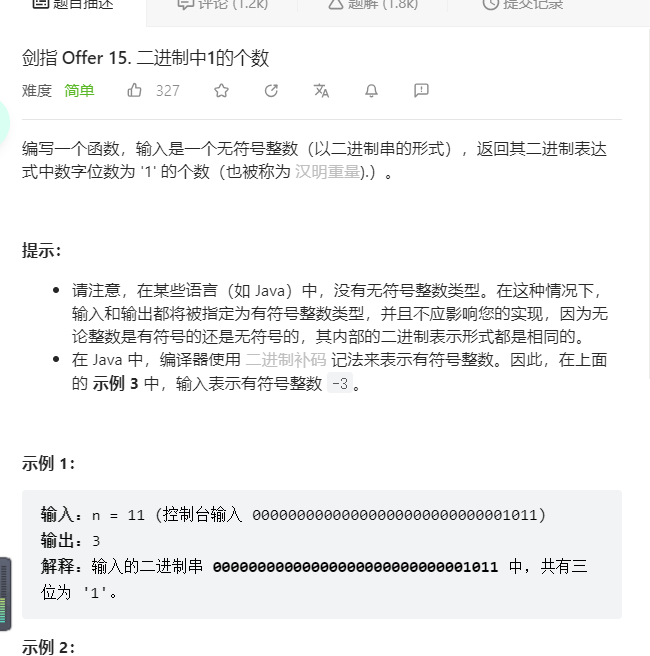 题目描述 评论 (1.2k) 题解 (1.8k) 提交记录
剑指 Offer 15. 二进制中1的个数
难度 简单 327
编写一个函数，输入是一个无符号整数（以二进制串的形式），返回其二进制表达
式中数字位数为 '1' 的个数（也被称为 汉明重量).）。
提示：
• 请注意，在某些语言（如 Java）中，没有无符号整数类型。在这种情况下，
输入和输出都将被指定为有符号整数类型，并且不应影响您的实现，因为无
论整数是有符号的还是无符号的，其内部的二进制表示形式都是相同的。
• 在 Java 中，编译器使用 二进制补码 记法来表示有符号整数。因此，在上面
的 示例 3 中，输入表示有符号整数 -3。
示例 1：
输入：n = 11 (控制台输入 00000000000000000000000000001011)
输出：3
解释：输入的二进制串 00000000000000000000000000001011 中，共有三
位为 '1'。
示例 2：